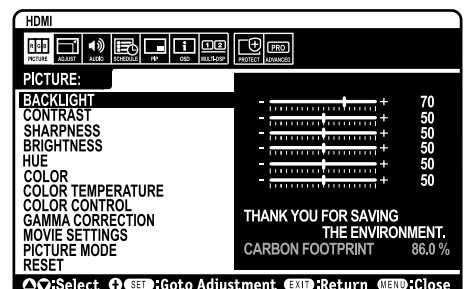 HDMI
RGB
PICTURE ADJUST AUDIO SCHEDULE PIP OSD MULTI-DSP PROTECT ADVANCED
PRO
PICTURE:
BACKLIGHT - + 70
CONTRAST - + 50
SHARPNESS - + 50
BRIGHTNESS - + 50
HUE - + 50
COLOR - + 50
COLOR TEMPERATURE
COLOR CONTROL
GAMMA CORRECTION
MOVIE SETTINGS
PICTURE MODE
RESET
THANK YOU FOR SAVING
THE ENVIRONMENT.
CARBON FOOTPRINT 86.0 %
:Select SET :Goto Adjustment EXIT :Return MENU :Close